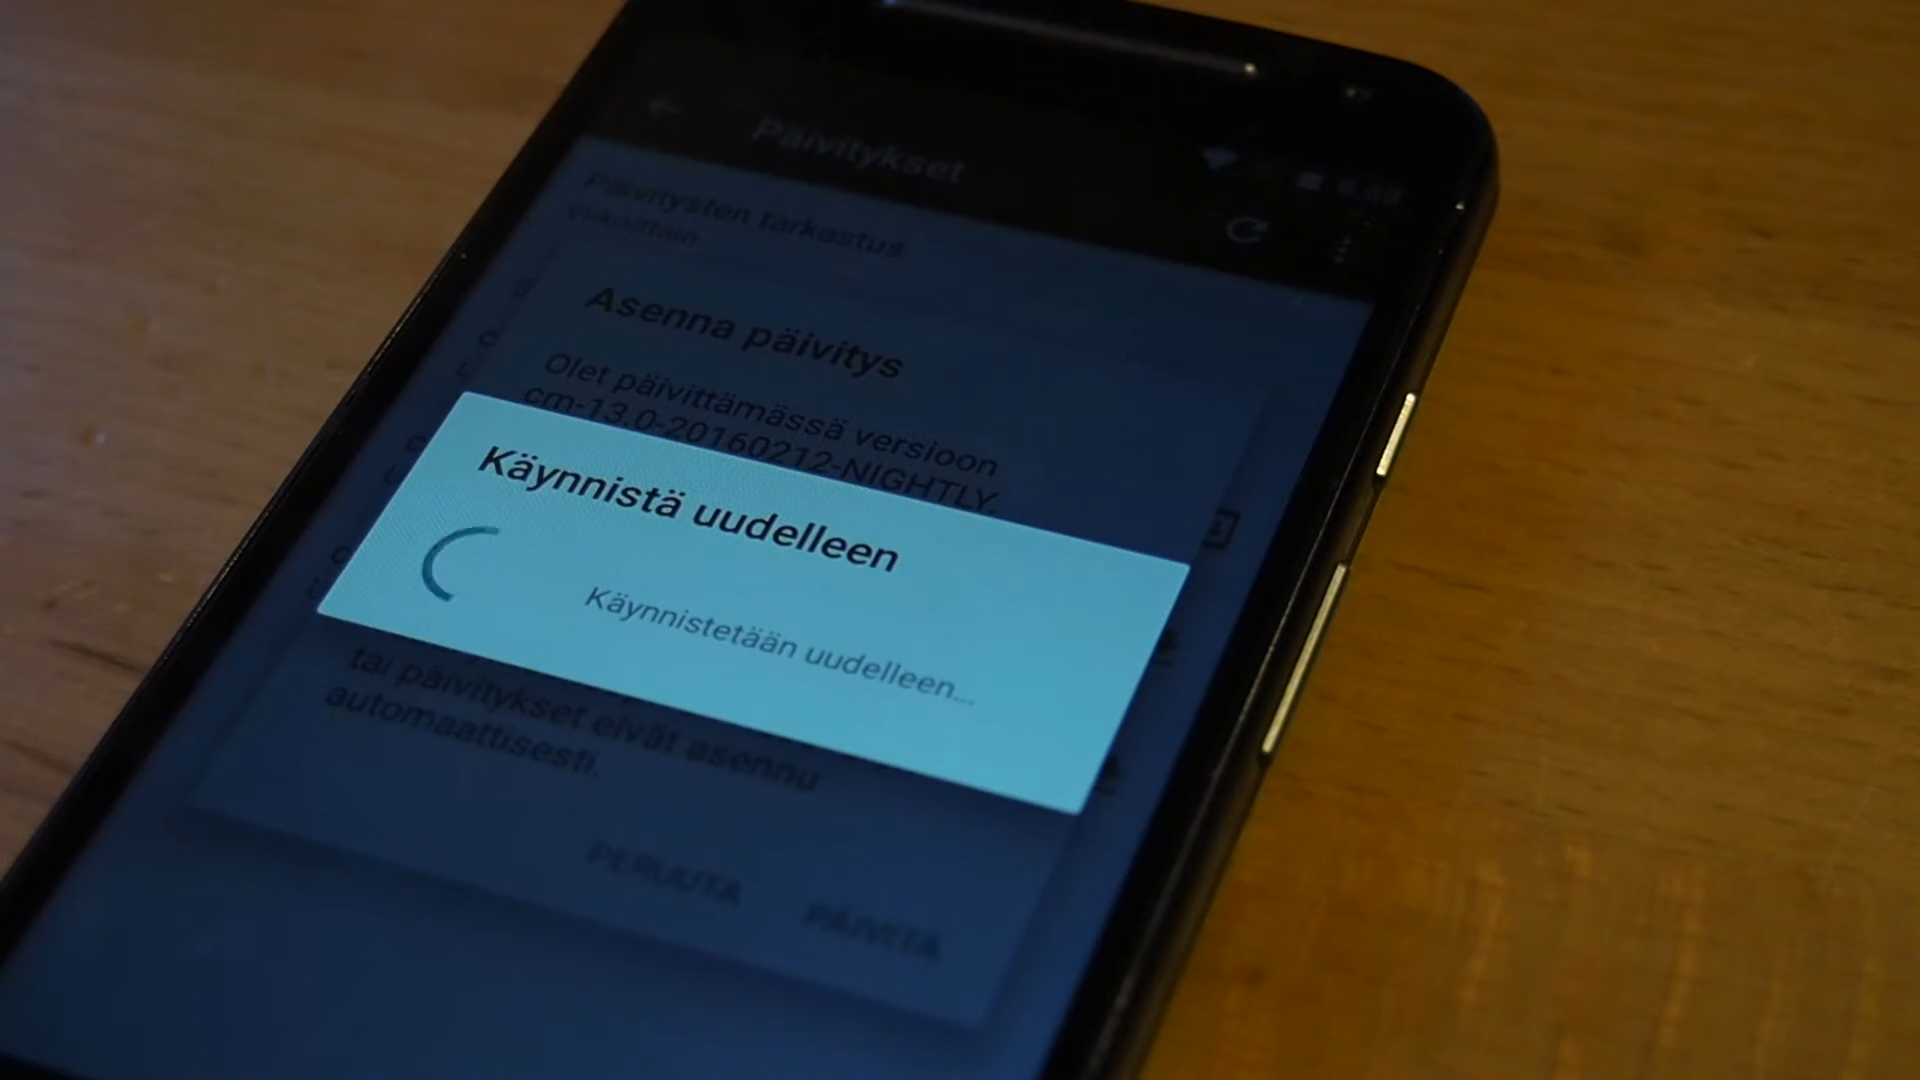 Päivitykset
Päivitysten tarkastus
viikoittain
Asenna päivitys
Olet päivittämässä versioon
cm-13.0-20160212-NIGHTLY.
Käynnistä uudelleen
Käynnistetään uudelleen...
tai päivitykset eivät asennu
automaattisesti.
PERUUTA PÄIVITÄ